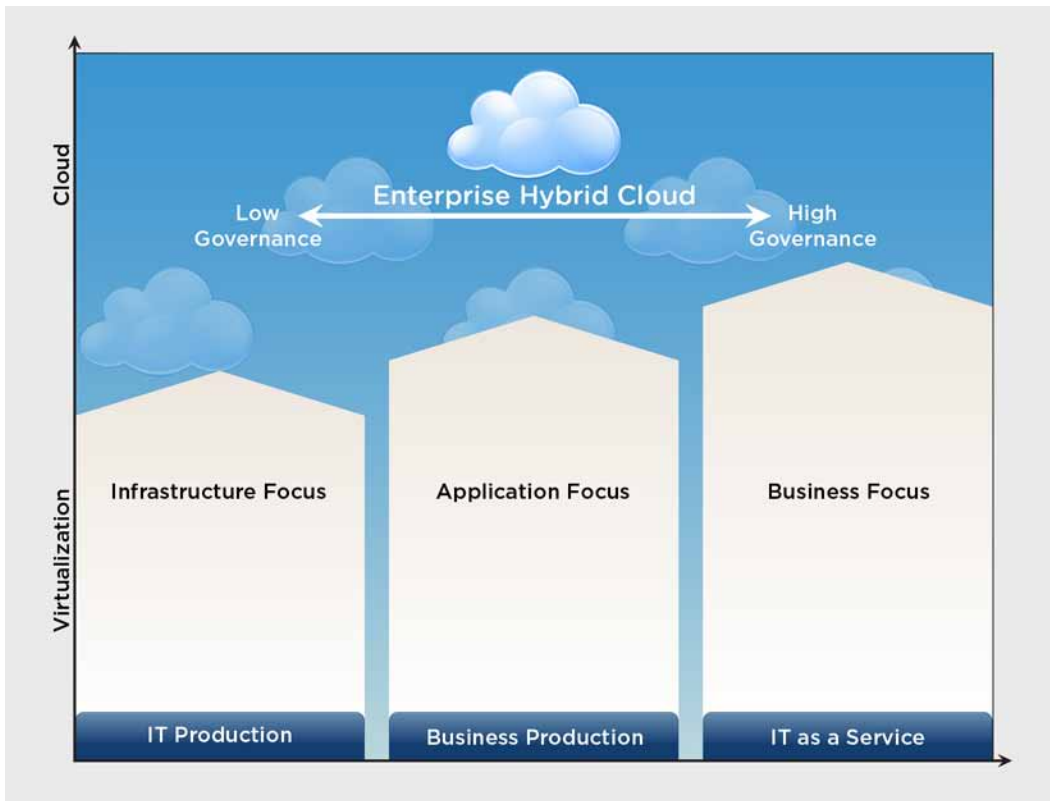 Cloud
Virtualization
Enterprise Hybrid Cloud
Low
Governance
High
Governance
Infrastructure Focus
Application Focus
Business Focus
IT Production
Business Production
IT as a Service